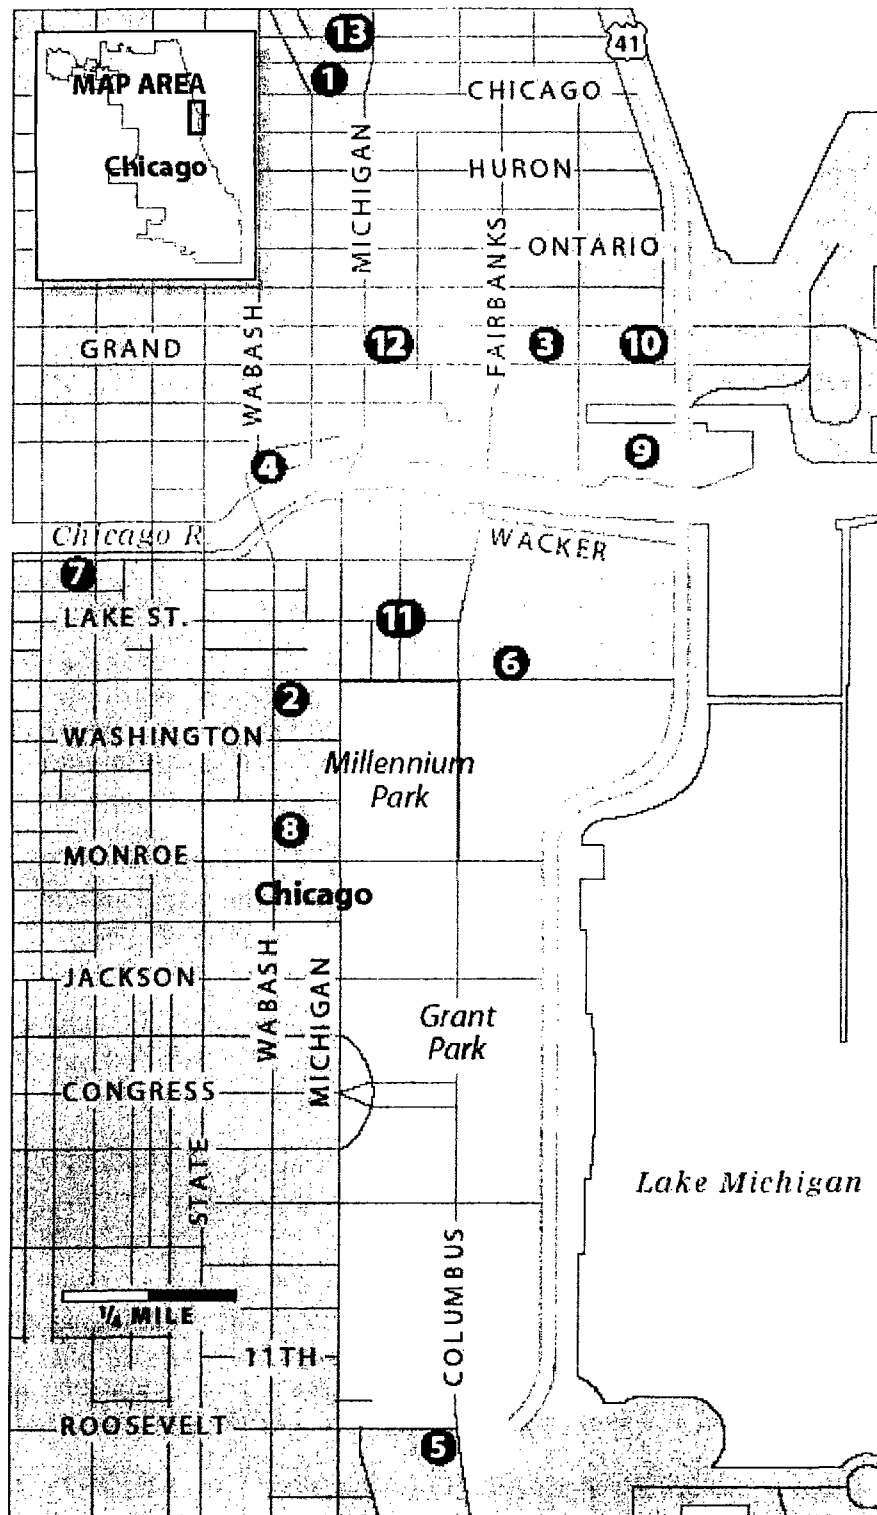 13
41
MAP AREA
1
CHICAGO
MICHIGAN
Chicago
HURON
FAIRBANKS
ONTARIO
WABASH
GRAND
12
3
10
4
9
Chicago R.
WACKER
7
LAKE ST.
11
6
2
WASHINGTON
Millennium
Park
8
MONROE
Chicago
WABASH
JACKSON
MICHIGAN
Grant
Park
CONGRESS
STATE
Lake Michigan
COLUMBUS
1/4 MILE
11TH
ROOSEVELT
5